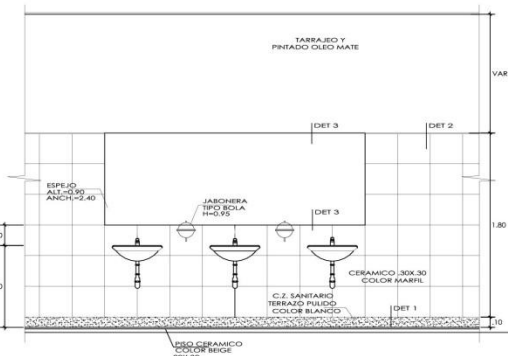 TARRAJEO Y
PINTADO OLEO MATE
VAR
DET 3
DET 2
ESPEJO
ALT.=0.90
ANCH.=2.40
JABONERA
TIPO BOLA
H=0.95
DET 3
1.80
CERAMICO .30X.30
COLOR MARFIL
C.Z. SANITARIO
TERRAZO PULIDO
COLOR BLANCO
DET 1
.10
PISO CERAMICO
COLOR BEIGE